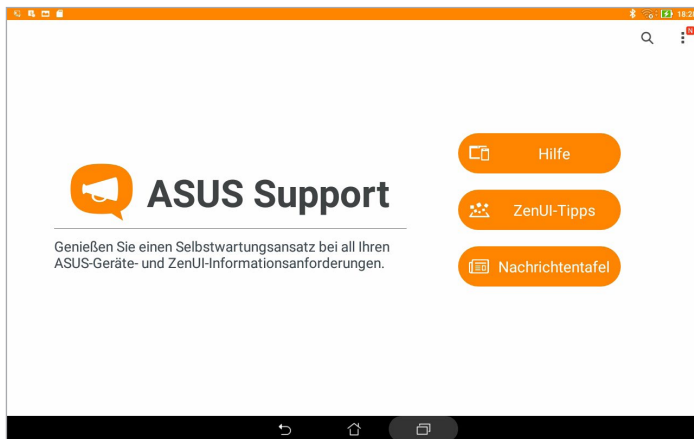 18:28
N
Hilfe
ASUS Support
ZenUI-Tipps
Genießen Sie einen Selbstwartungsansatz bei all Ihren
ASUS-Geräte- und ZenUI-Informationsanforderungen.
Nachrichtentafel